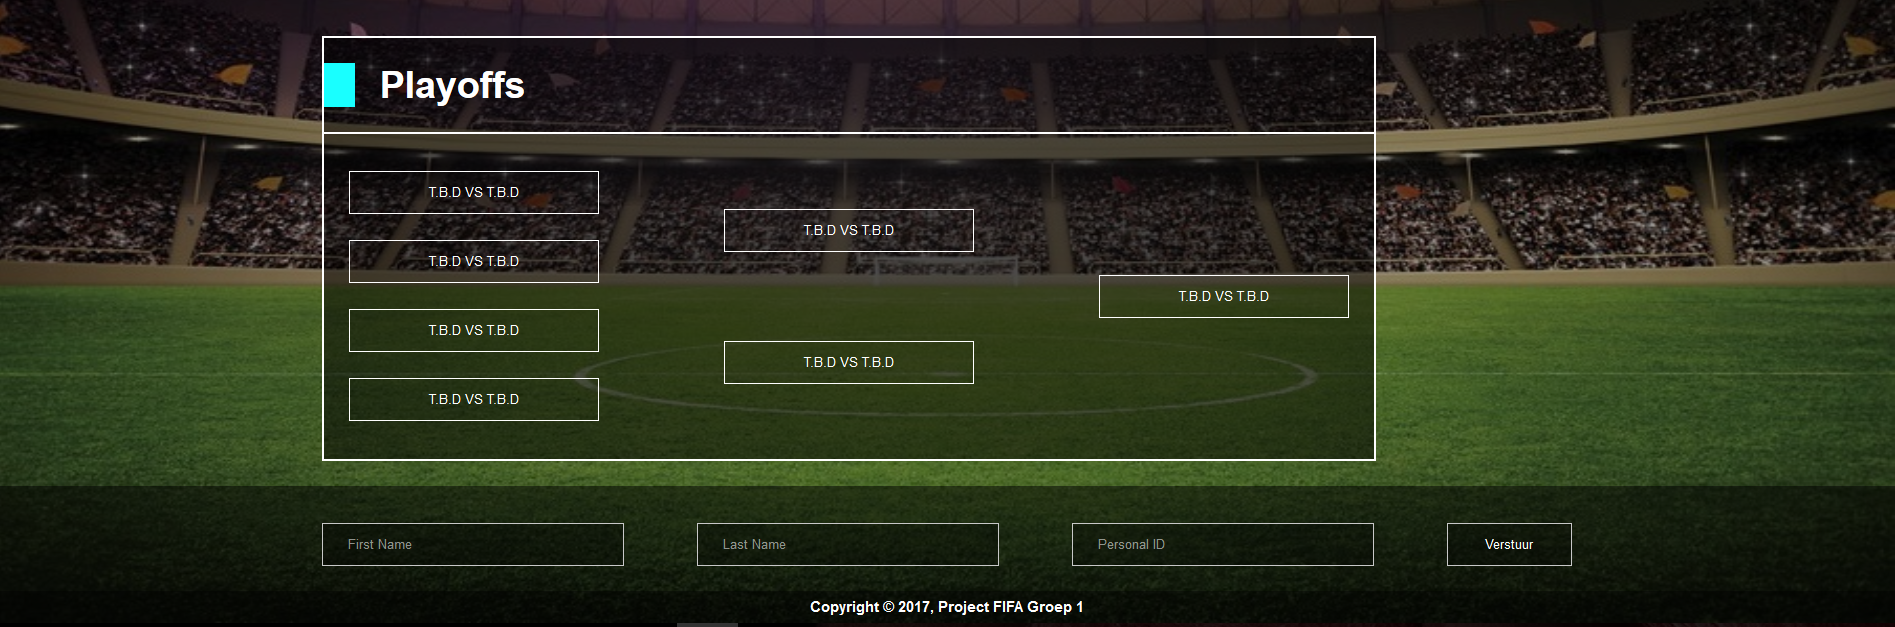 Playoffs
T.B.D VS T.B.D
T.B.D VS T.B.D
T.B.D VS T.B.D
T.B.D VS T.B.D
T.B.D VS T.B.D
T.B.D VS T.B.D
T.B.D VS T.B.D
First Name
Last Name
Personal ID
Verstuur
Copyright © 2017, Project FIFA Groep 1